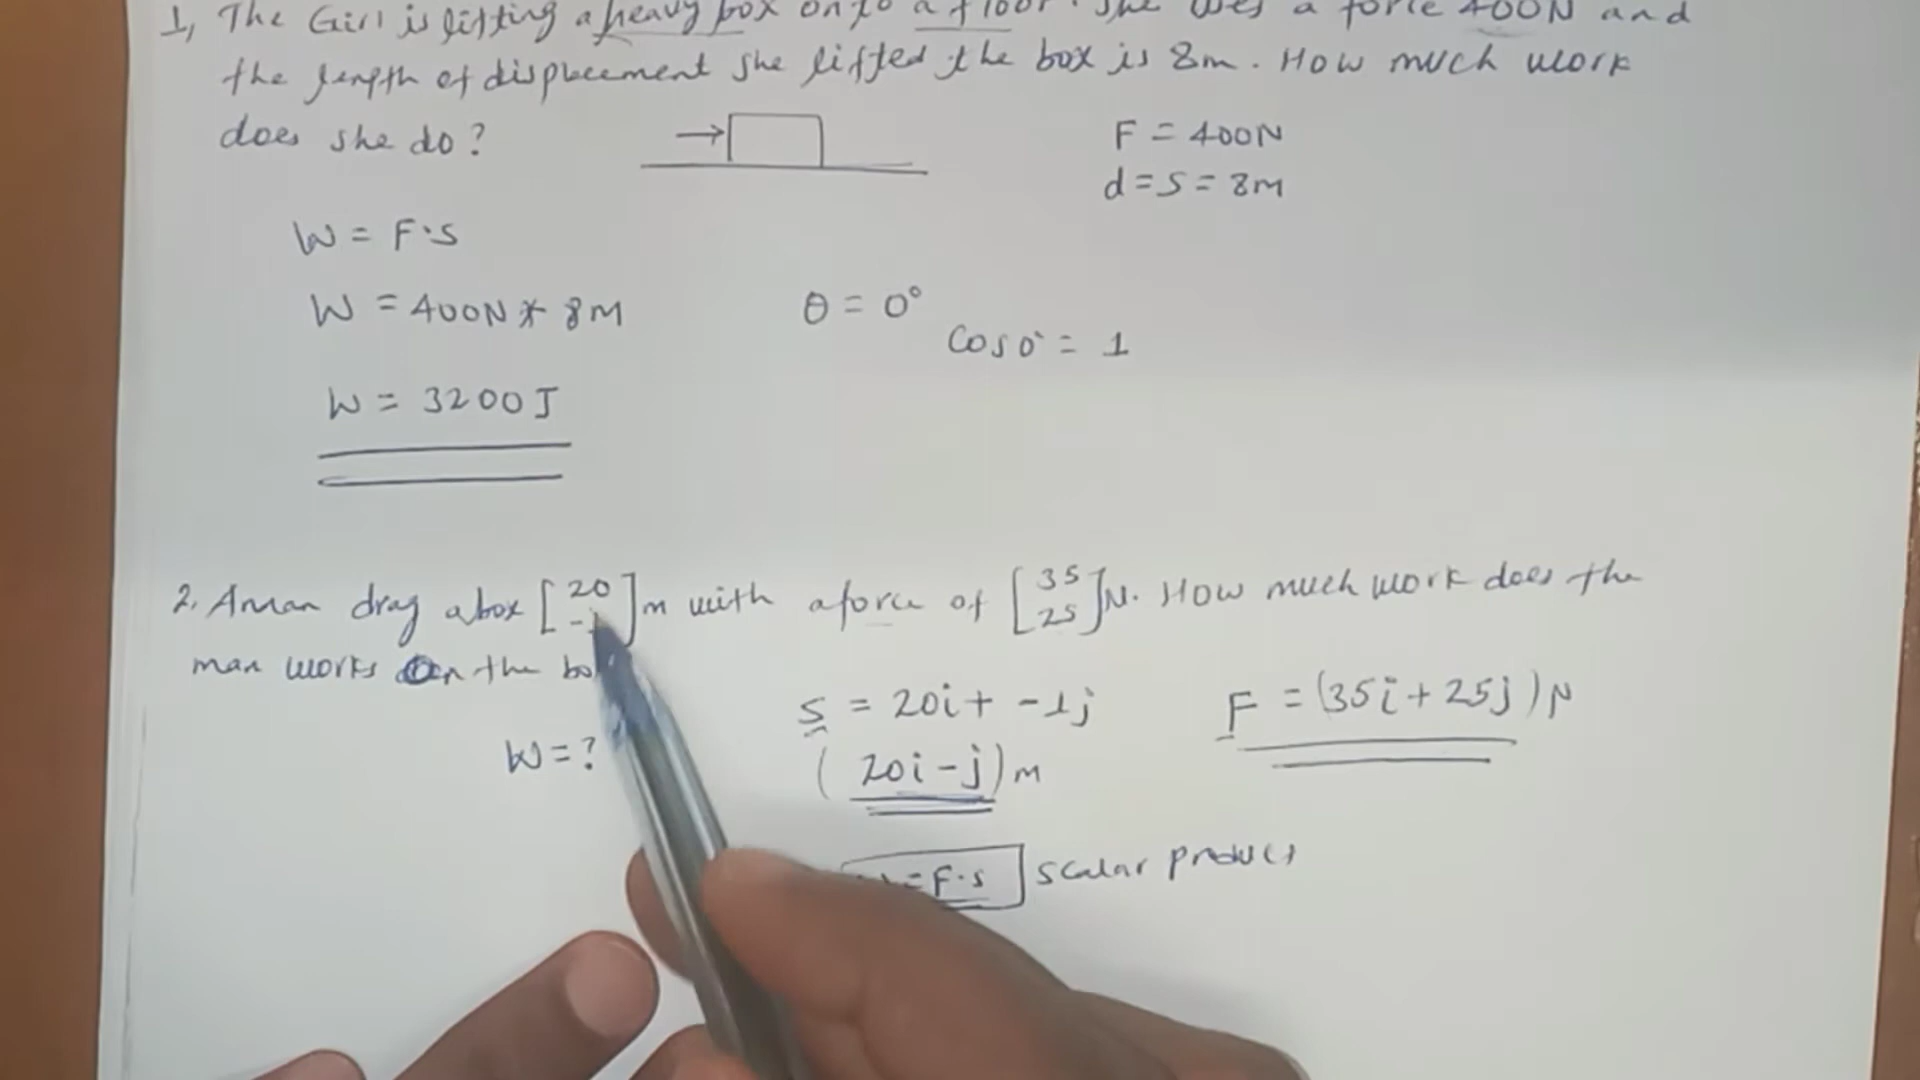 1, The Girl is lifting a heavy box onto a floor. she uses a force 400N and
the length of displacement she lifted the box is 8m. How much work
does she do?
F = 400N
d = s = 8m
W = F·s
W = 400N * 8M
θ = 0°
Cos0° = 1
W = 3200J
2. A man drag a box [20 -1] m with a force of [35 25] N. How much work does the
man works on the
S = 20i + -1j
F = (35i + 25j) N
W = ?
(20i - j) m
= F·s scalar product